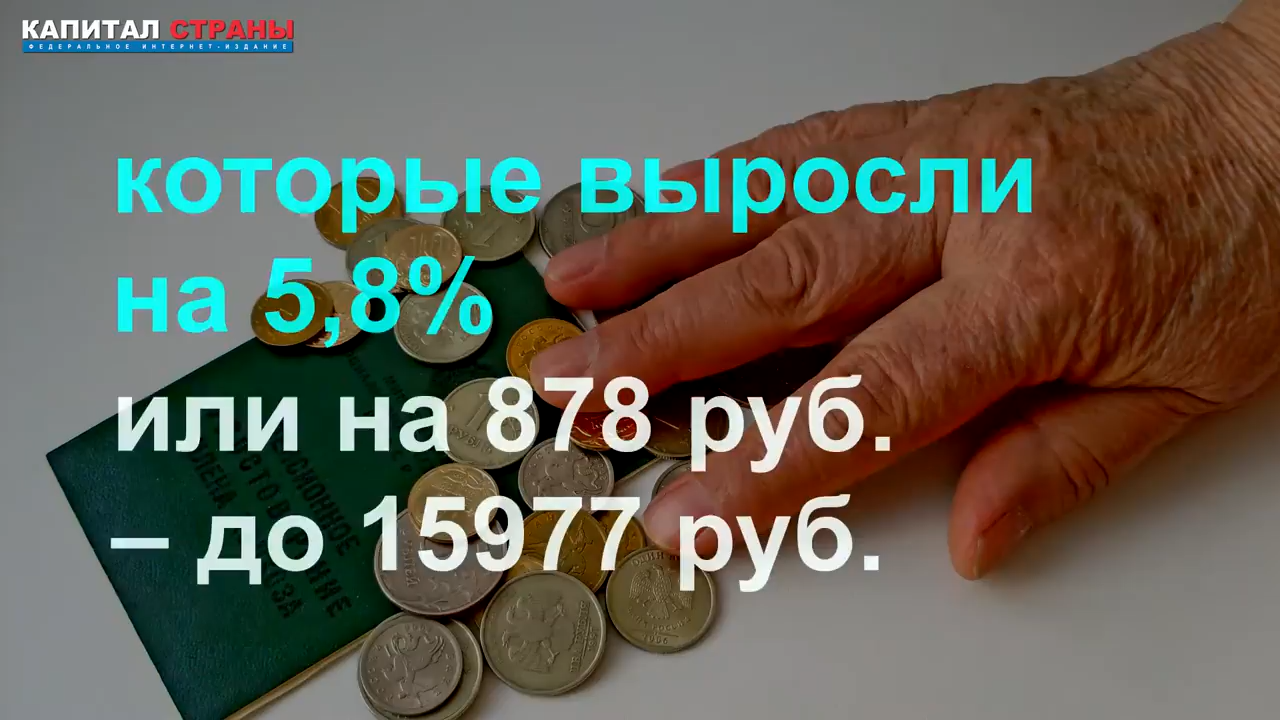 КАПИТАЛ СТРАНЫ
ФЕДЕРАЛЬНОЕ ИНТЕРНЕТ-ИЗДАНИЕ
которые выросли
на 5,8%
или на 878 руб.
– до 15977 руб.